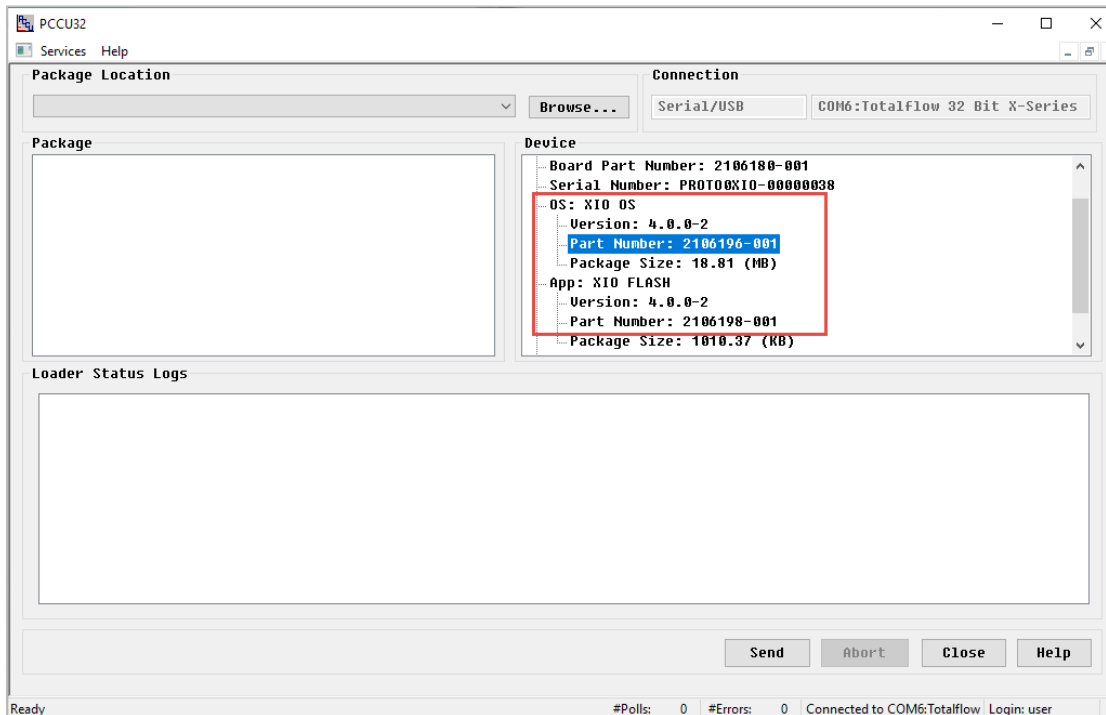 PCCU32
Services Help
Package Location
Browse...
Connection
Serial/USB COM6:Totalflow 32 Bit X-Series
Package
Device
Board Part Number: 2106180-001
Serial Number: PROTO0XIO-00000038
OS: XIO OS
Version: 4.0.0-2
Part Number: 2106196-001
Package Size: 18.81 (MB)
App: XIO FLASH
Version: 4.0.0-2
Part Number: 2106198-001
Package Size: 1010.37 (KB)
Loader Status Logs
Send Abort Close Help
Ready #Polls: 0 #Errors: 0 Connected to COM6:Totalflow Login: user